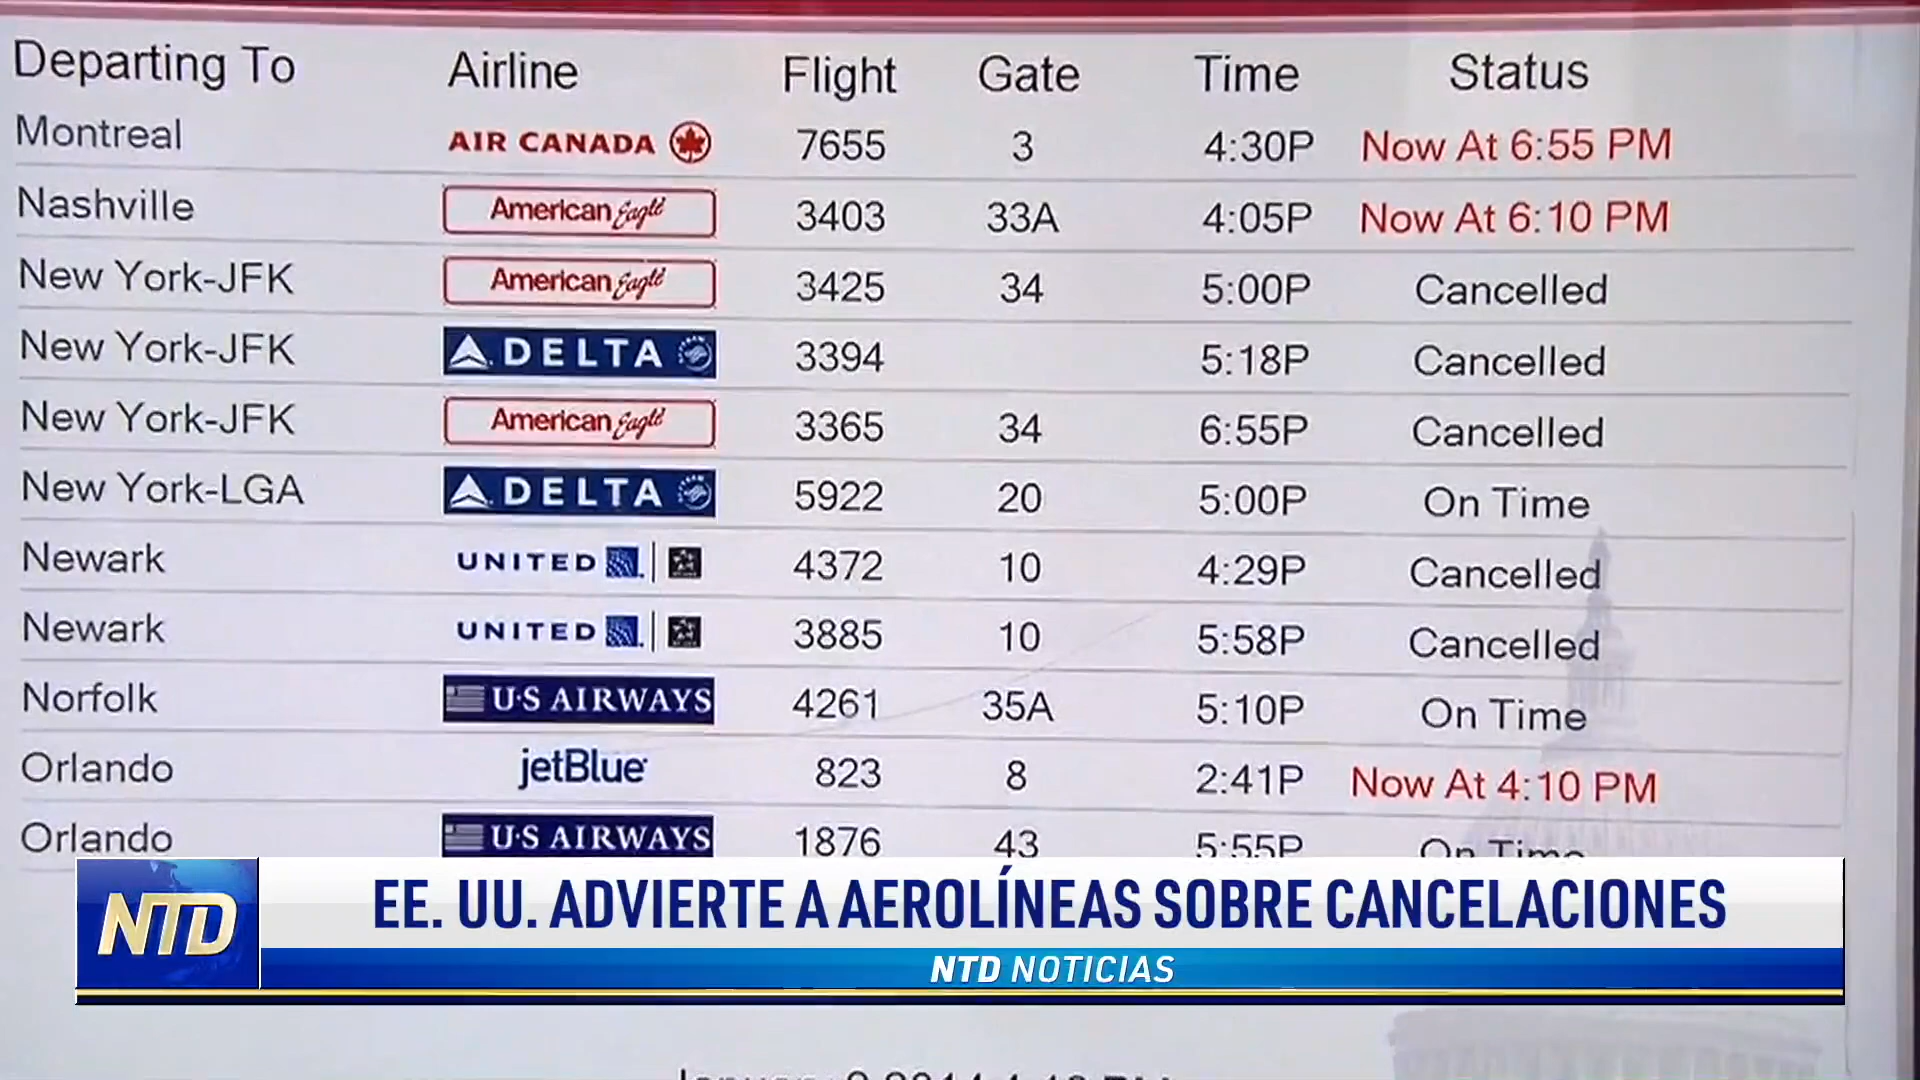 Departing To Airline Flight Gate Time Status
Montreal AIR CANADA 7655 3 4:30P Now At 6:55 PM
Nashville American Eagle 3403 33A 4:05P Now At 6:10 PM
New York-JFK American Eagle 3425 34 5:00P Cancelled
New York-JFK DELTA 3394 5:18P Cancelled
New York-JFK American Eagle 3365 34 6:55P Cancelled
New York-LGA DELTA 5922 20 5:00P On Time
Newark UNITED 4372 10 4:29P Cancelled
Newark UNITED 3885 10 5:58P Cancelled
Norfolk U·S AIRWAYS 4261 35A 5:10P On Time
Orlando jetBlue 823 8 2:41P Now At 4:10 PM
Orlando U·S AIRWAYS 1876 43 5:55P On Time
NTD EE. UU. ADVIERTE A AEROLÍNEAS SOBRE CANCELACIONES
NTD NOTICIAS